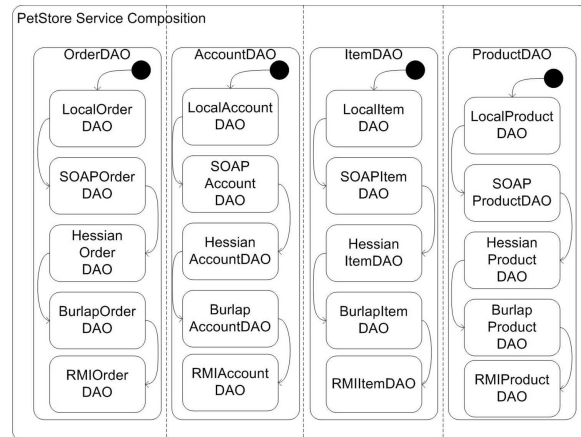 PetStore Service Composition
OrderDAO
LocalOrder
DAO
SOAPOrder
DAO
Hessian
Order
DAO
BurlapOrder
DAO
RMIOrder
DAO
AccountDAO
LocalAccount
DAO
SOAP
Account
DAO
Hessian
AccountDAO
Burlap
AccountDAO
RMIAccount
DAO
ItemDAO
LocalItem
DAO
SOAPItem
DAO
Hessian
ItemDAO
BurlapItem
DAO
RMIItemDAO
ProductDAO
LocalProduct
DAO
SOAP
ProductDAO
Hessian
Product
DAO
Burlap
Product
DAO
RMIProduct
DAO